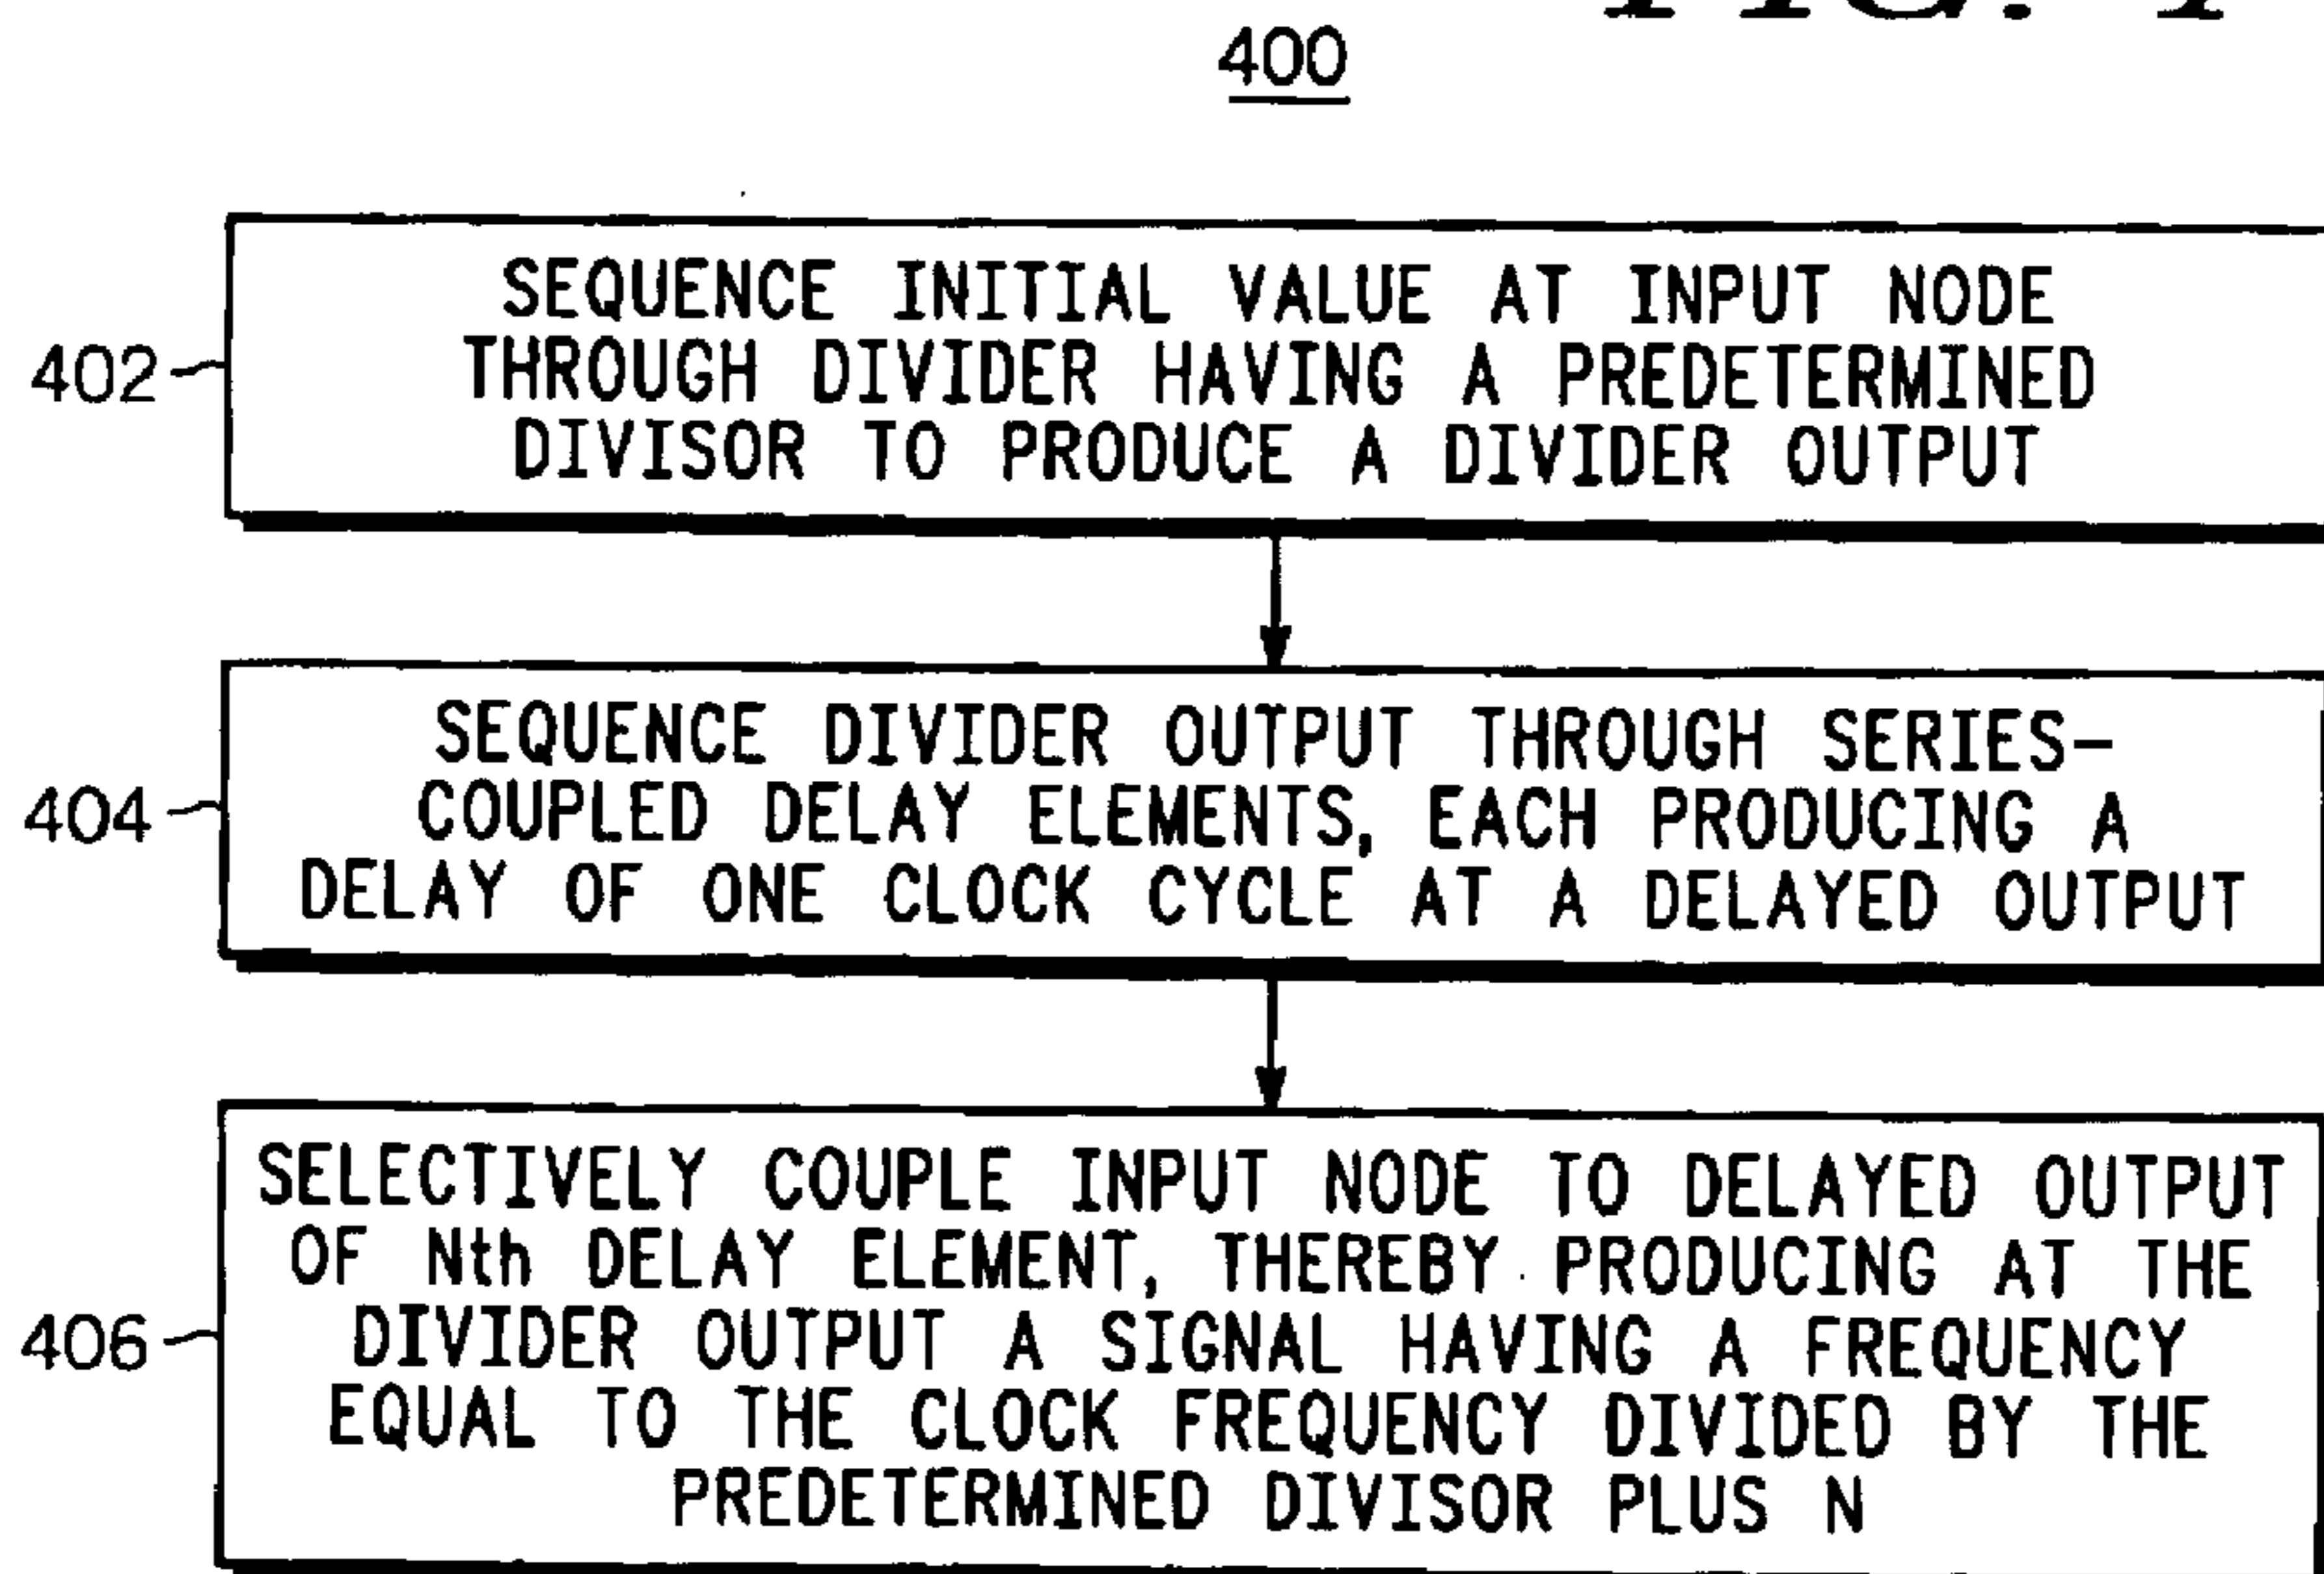 400
SEQUENCE INITIAL VALUE AT INPUT NODE
THROUGH DIVIDER HAVING A PREDETERMINED
DIVISOR TO PRODUCE A DIVIDER OUTPUT
402
SEQUENCE DIVIDER OUTPUT THROUGH SERIES-
COUPLED DELAY ELEMENTS, EACH PRODUCING A
DELAY OF ONE CLOCK CYCLE AT A DELAYED OUTPUT
404
SELECTIVELY COUPLE INPUT NODE TO DELAYED OUTPUT
OF Nth DELAY ELEMENT, THEREBY PRODUCING AT THE
DIVIDER OUTPUT A SIGNAL HAVING A FREQUENCY
EQUAL TO THE CLOCK FREQUENCY DIVIDED BY THE
PREDETERMINED DIVISOR PLUS N
406